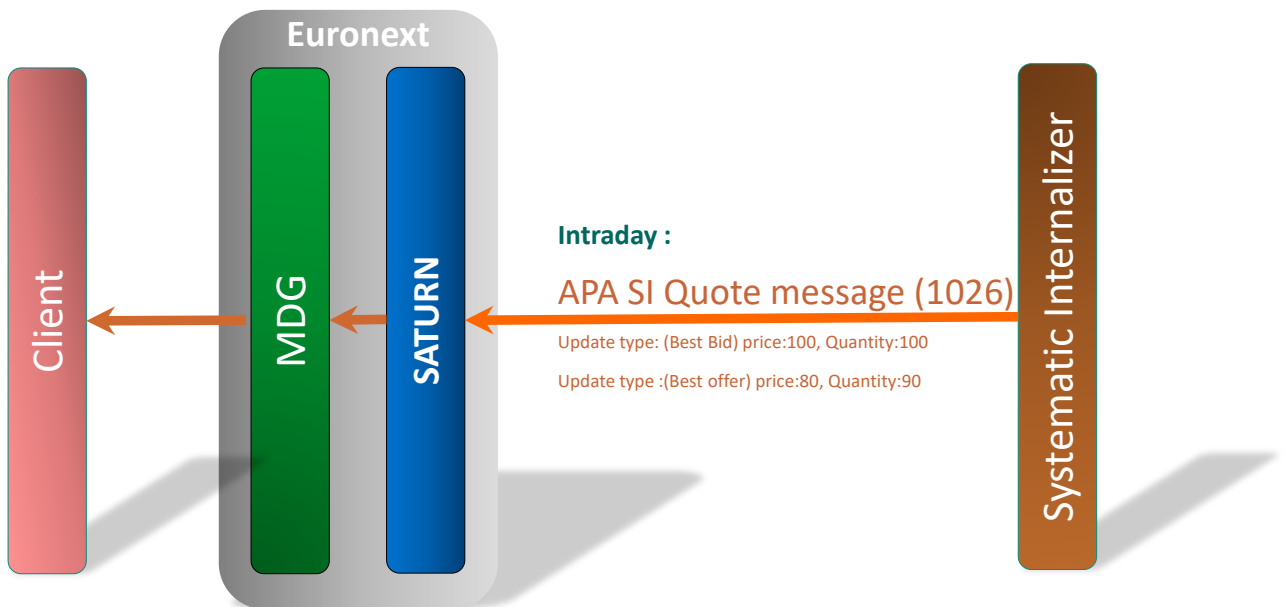 Euronext
Client
MDG
SATURN
Intraday :
APA SI Quote message (1026)
Update type: (Best Bid) price:100, Quantity:100
Update type :(Best offer) price:80, Quantity:90
Systematic Internalizer